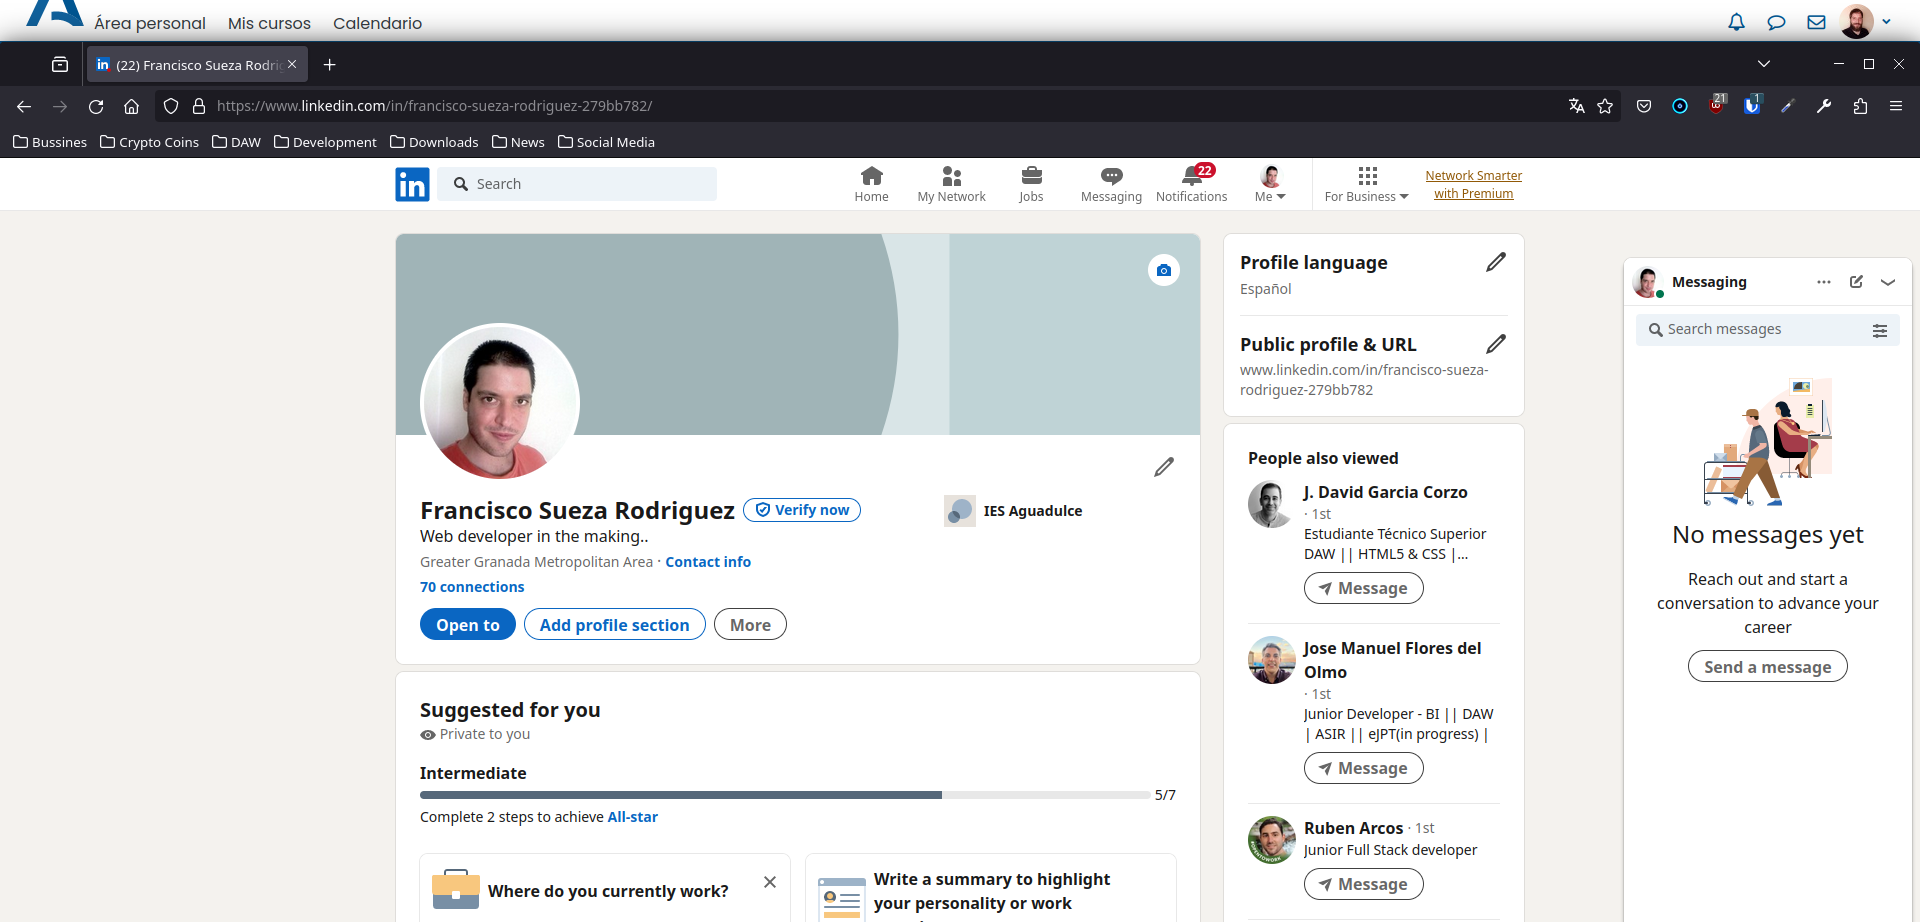 Área personal Mis cursos Calendario
(22) Francisco Sueza Rodrig
https://www.linkedin.com/in/francisco-sueza-rodriguez-279bb782/
21
1
Bussines Crypto Coins DAW Development Downloads News Social Media
in
Search
Home
My Network
Jobs
Messaging
22
Notifications
Me
For Business
Network Smarter
with Premium
Francisco Sueza Rodriguez
Verify now
IES Aguadulce
Web developer in the making..
Greater Granada Metropolitan Area · Contact info
70 connections
Open to
Add profile section
More
Suggested for you
Private to you
Intermediate
5/7
Complete 2 steps to achieve All-star
Where do you currently work?
Write a summary to highlight
your personality or work
Profile language
Español
Public profile & URL
www.linkedin.com/in/francisco-sueza-
rodriguez-279bb782
People also viewed
J. David Garcia Corzo
· 1st
Estudiante Técnico Superior
DAW || HTML5 & CSS |...
Message
Jose Manuel Flores del
Olmo
· 1st
Junior Developer - BI || DAW
| ASIR || eJPT(in progress) |
Message
Ruben Arcos · 1st
Junior Full Stack developer
Message
Messaging
Search messages
No messages yet
Reach out and start a
conversation to advance your
career
Send a message